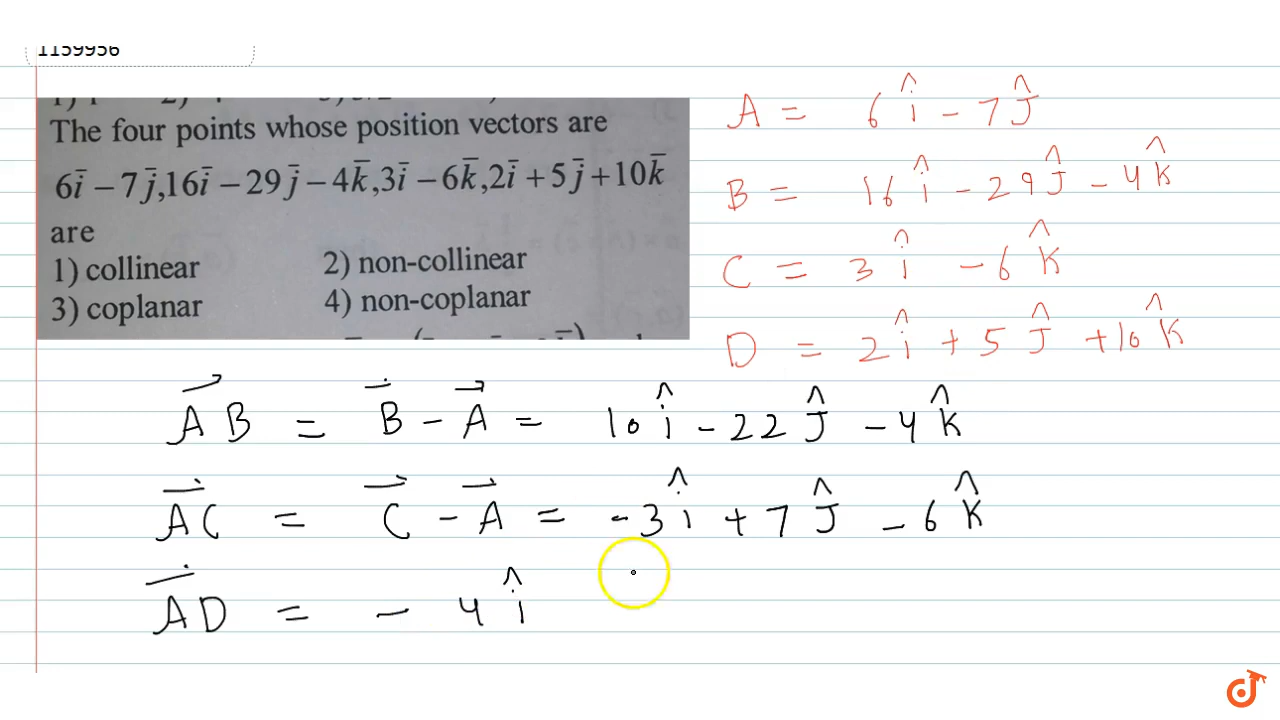 1159956
The four points whose position vectors are
6i̅ − 7j̅, 16i̅ − 29j̅ − 4k̅, 3i̅ − 6k̅, 2i̅ + 5j̅ + 10k̅
are
1) collinear 2) non-collinear
3) coplanar 4) non-coplanar
A = 6î − 7ĵ
B = 16î − 29ĵ − 4k̂
C = 3î − 6k̂
D = 2î + 5ĵ + 10k̂
AB⃗ = B⃗ − A⃗ = 10î − 22ĵ − 4k̂
AC⃗ = C⃗ − A⃗ = −3î + 7ĵ − 6k̂
AD⃗ = − 4î